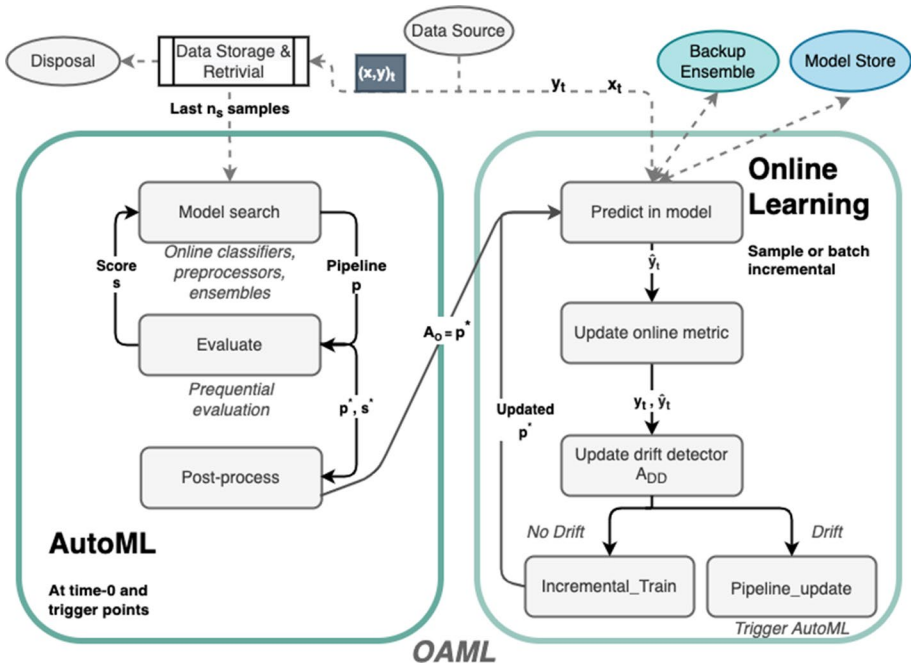 Data Source
Disposal
Data Storage &
Retrivial
(x,y)t
yt
xt
Backup
Ensemble
Model Store
Last ns samples
Model search
Online classifiers,
preprocessors,
ensembles
Score
s
Pipeline
p
Evaluate
Prequential
evaluation
p*, s*
Post-process
AutoML
At time-0 and
trigger points
Ao = p*
Online
Learning
Sample or batch
incremental
Predict in model
ŷt
Update online metric
yt , ŷt
Updated
p*
Update drift detector
ADD
No Drift
Drift
Incremental_Train
Pipeline_update
Trigger AutoML
OAML